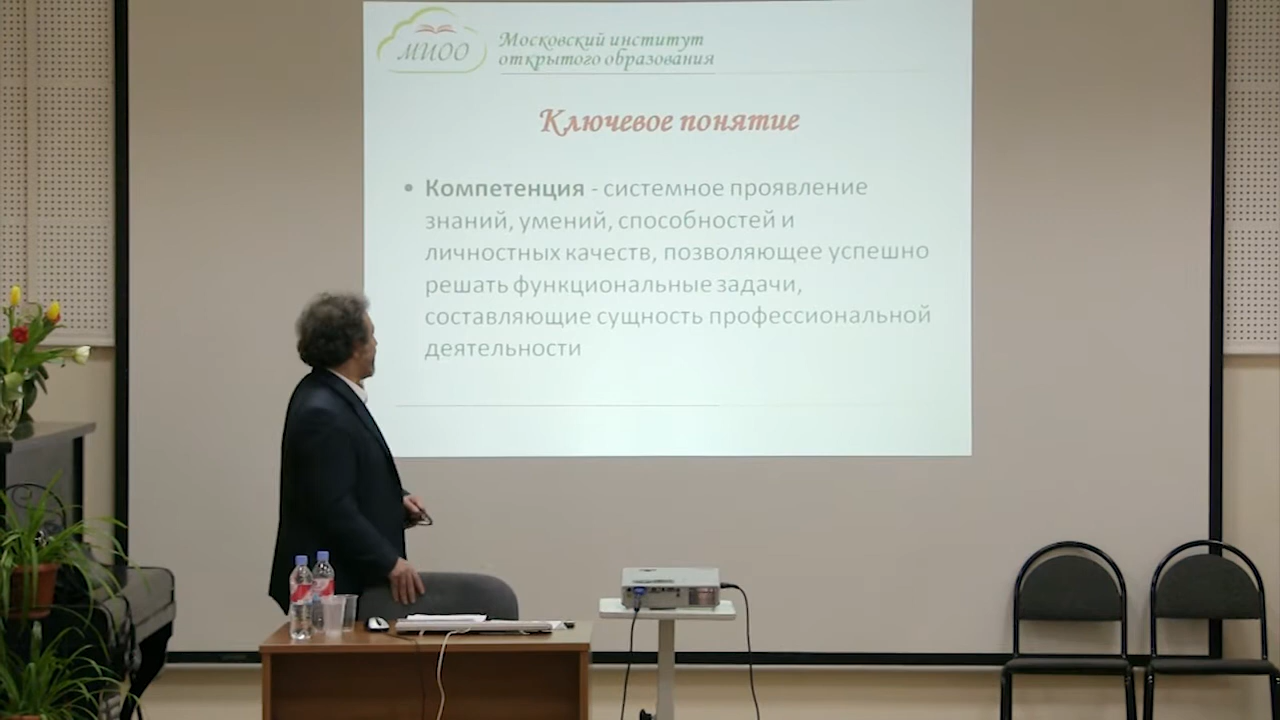 МИОО
Московский институт
открытого образования
Ключевое понятие
• Компетенция - системное проявление
знаний, умений, способностей и
личностных качеств, позволяющее успешно
решать функциональные задачи,
составляющие сущность профессиональной
деятельности